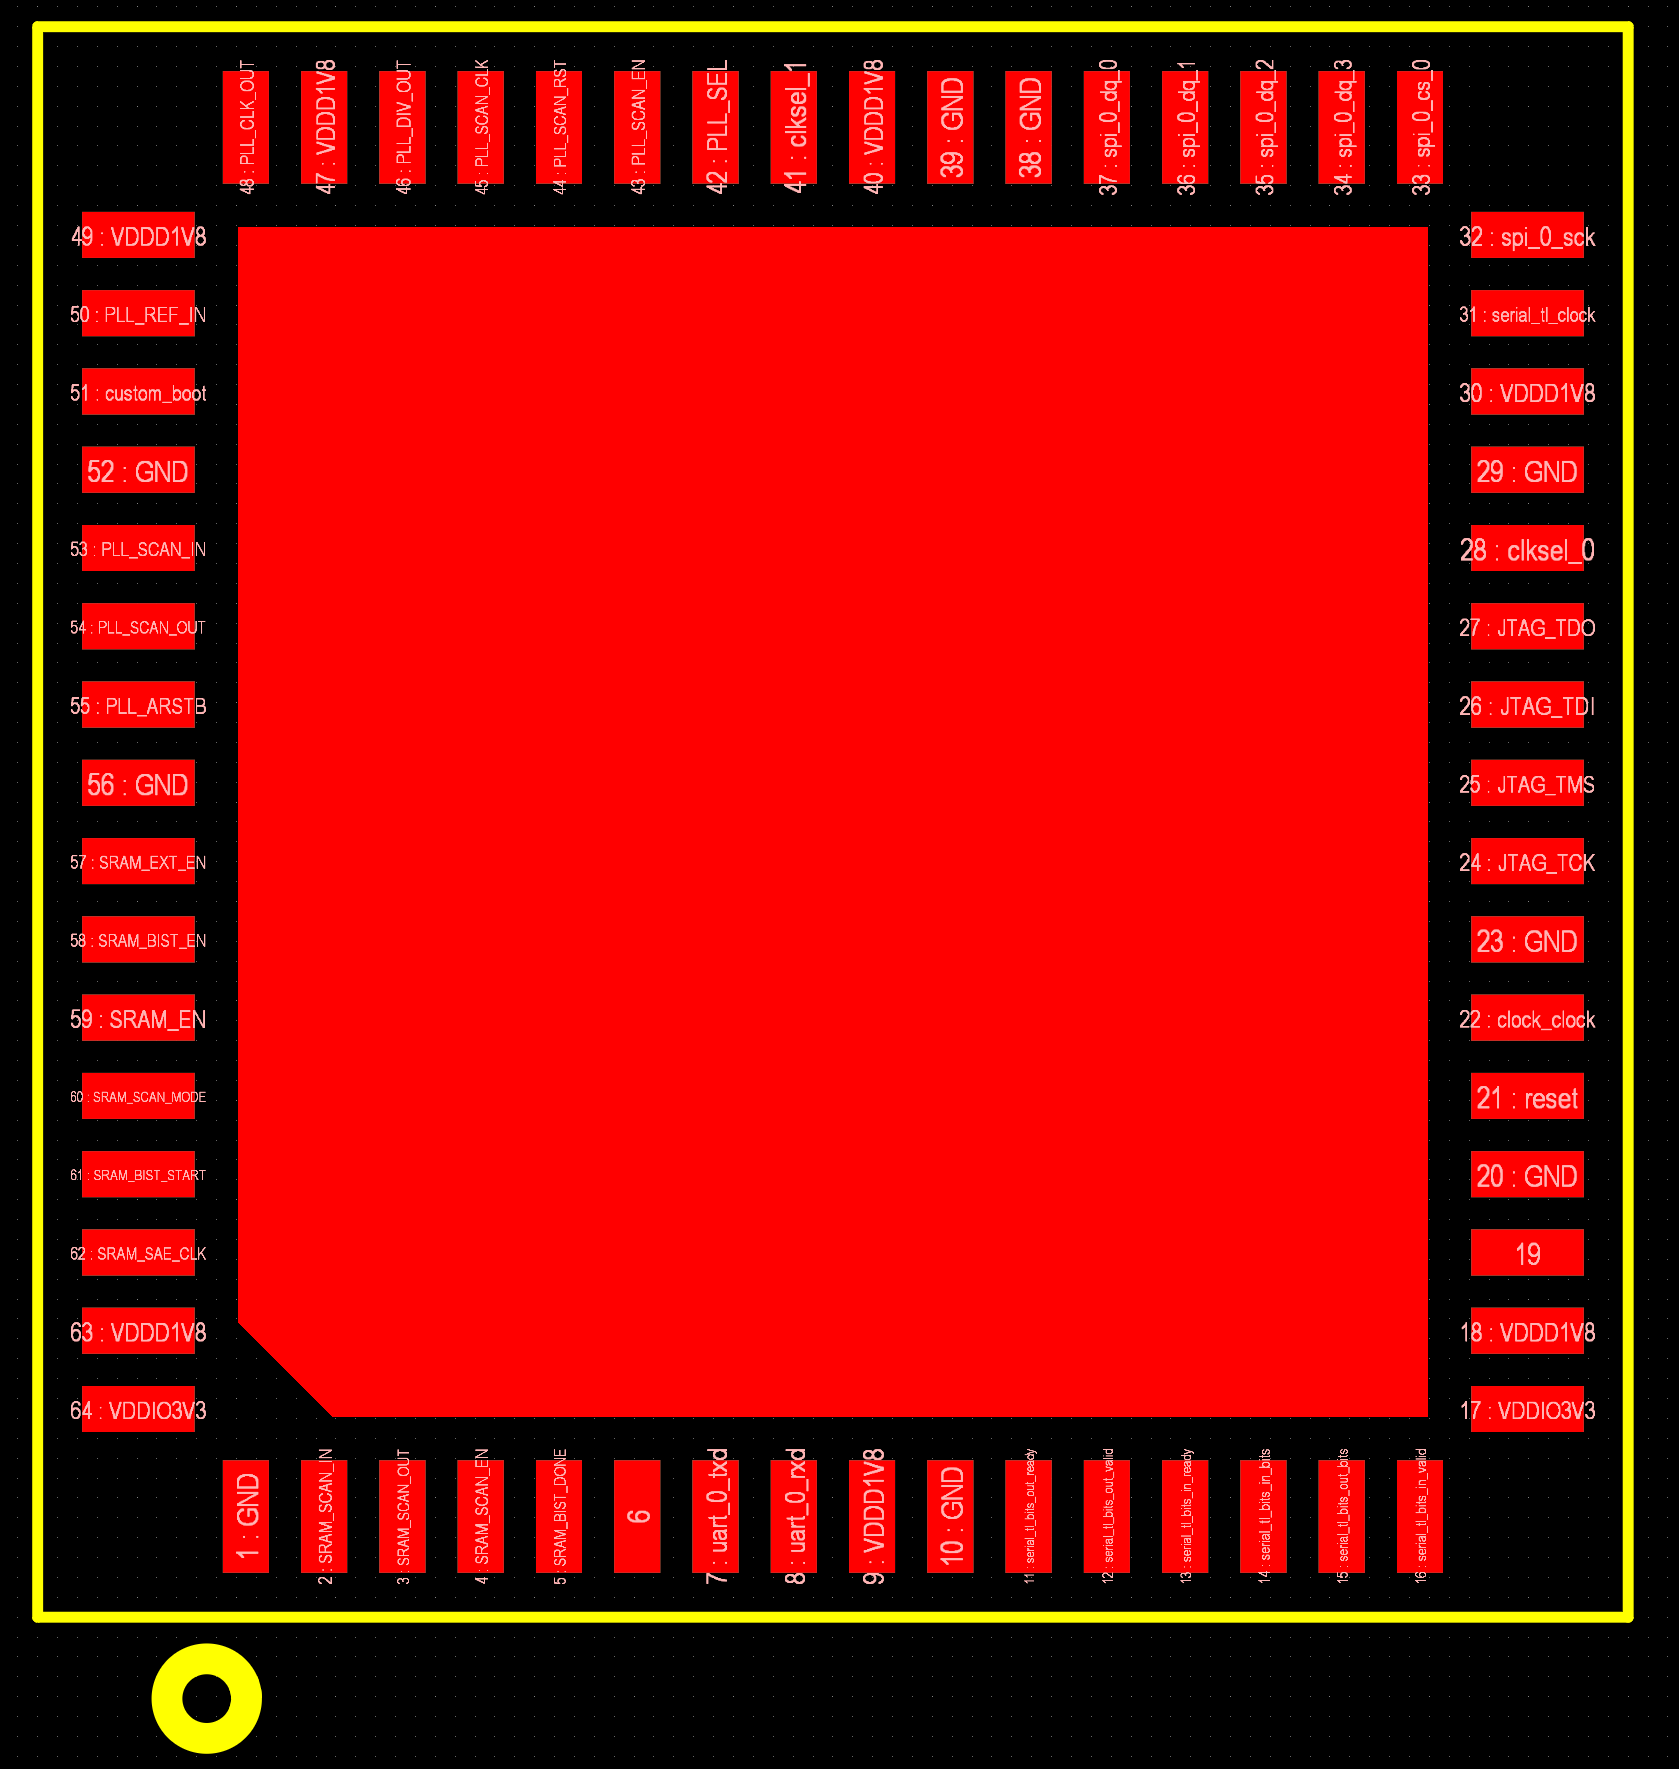 48 : PLL_CLK_OUT
47 : VDDD1V8
46 : PLL_DIV_OUT
45 : PLL_SCAN_CLK
44 : PLL_SCAN_RST
43 : PLL_SCAN_EN
42 : PLL_SEL
41 : clksel_1
40 : VDDD1V8
39 : GND
38 : GND
37 : spi_0_dq_0
36 : spi_0_dq_1
35 : spi_0_dq_2
34 : spi_0_dq_3
33 : spi_0_cs_0
49 : VDDD1V8
50 : PLL_REF_IN
51 : custom_boot
52 : GND
53 : PLL_SCAN_IN
54 : PLL_SCAN_OUT
55 : PLL_ARSTB
56 : GND
57 : SRAM_EXT_EN
58 : SRAM_BIST_EN
59 : SRAM_EN
60 : SRAM_SCAN_MODE
61 : SRAM_BIST_START
62 : SRAM_SAE_CLK
63 : VDDD1V8
64 : VDDIO3V3
32 : spi_0_sck
31 : serial_tl_clock
30 : VDDD1V8
29 : GND
28 : clksel_0
27 : JTAG_TDO
26 : JTAG_TDI
25 : JTAG_TMS
24 : JTAG_TCK
23 : GND
22 : clock_clock
21 : reset
20 : GND
19
18 : VDDD1V8
17 : VDDIO3V3
1 : GND
2 : SRAM_SCAN_IN
3 : SRAM_SCAN_OUT
4 : SRAM_SCAN_EN
5 : SRAM_BIST_DONE
6
7 : uart_0_txd
8 : uart_0_rxd
9 : VDDD1V8
10 : GND
11 : serial_tl_bits_out_ready
12 : serial_tl_bits_out_valid
13 : serial_tl_bits_in_ready
14 : serial_tl_bits_in_bits
15 : serial_tl_bits_out_bits
16 : serial_tl_bits_in_valid